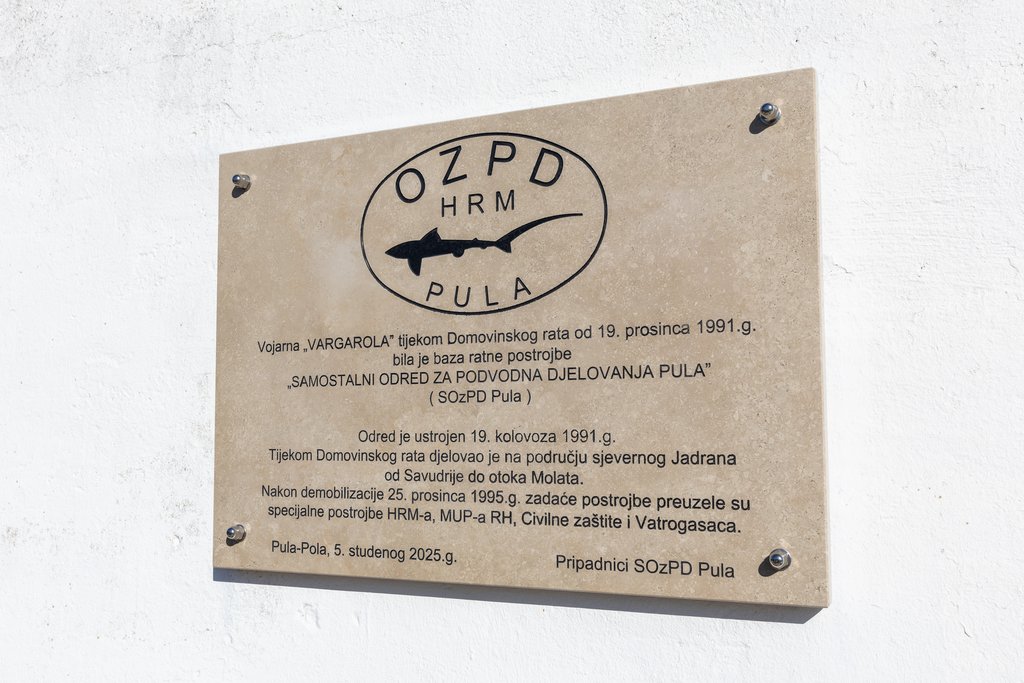 OZPD
HRM
PULA
Vojarna „VARGAROLA” tijekom Domovinskog rata od 19. prosinca 1991.g.
bila je baza ratne postrojbe
„SAMOSTALNI ODRED ZA PODVODNA DJELOVANJA PULA”
( SOzPD Pula )
Odred je ustrojen 19. kolovoza 1991.g.
Tijekom Domovinskog rata djelovao je na području sjevernog Jadrana
od Savudrije do otoka Molata.
Nakon demobilizacije 25. prosinca 1995.g. zadaće postrojbe preuzele su
specijalne postrojbe HRM-a, MUP-a RH, Civilne zaštite i Vatrogasaca.
Pula-Pola, 5. studenog 2025.g.
Pripadnici SOzPD Pula